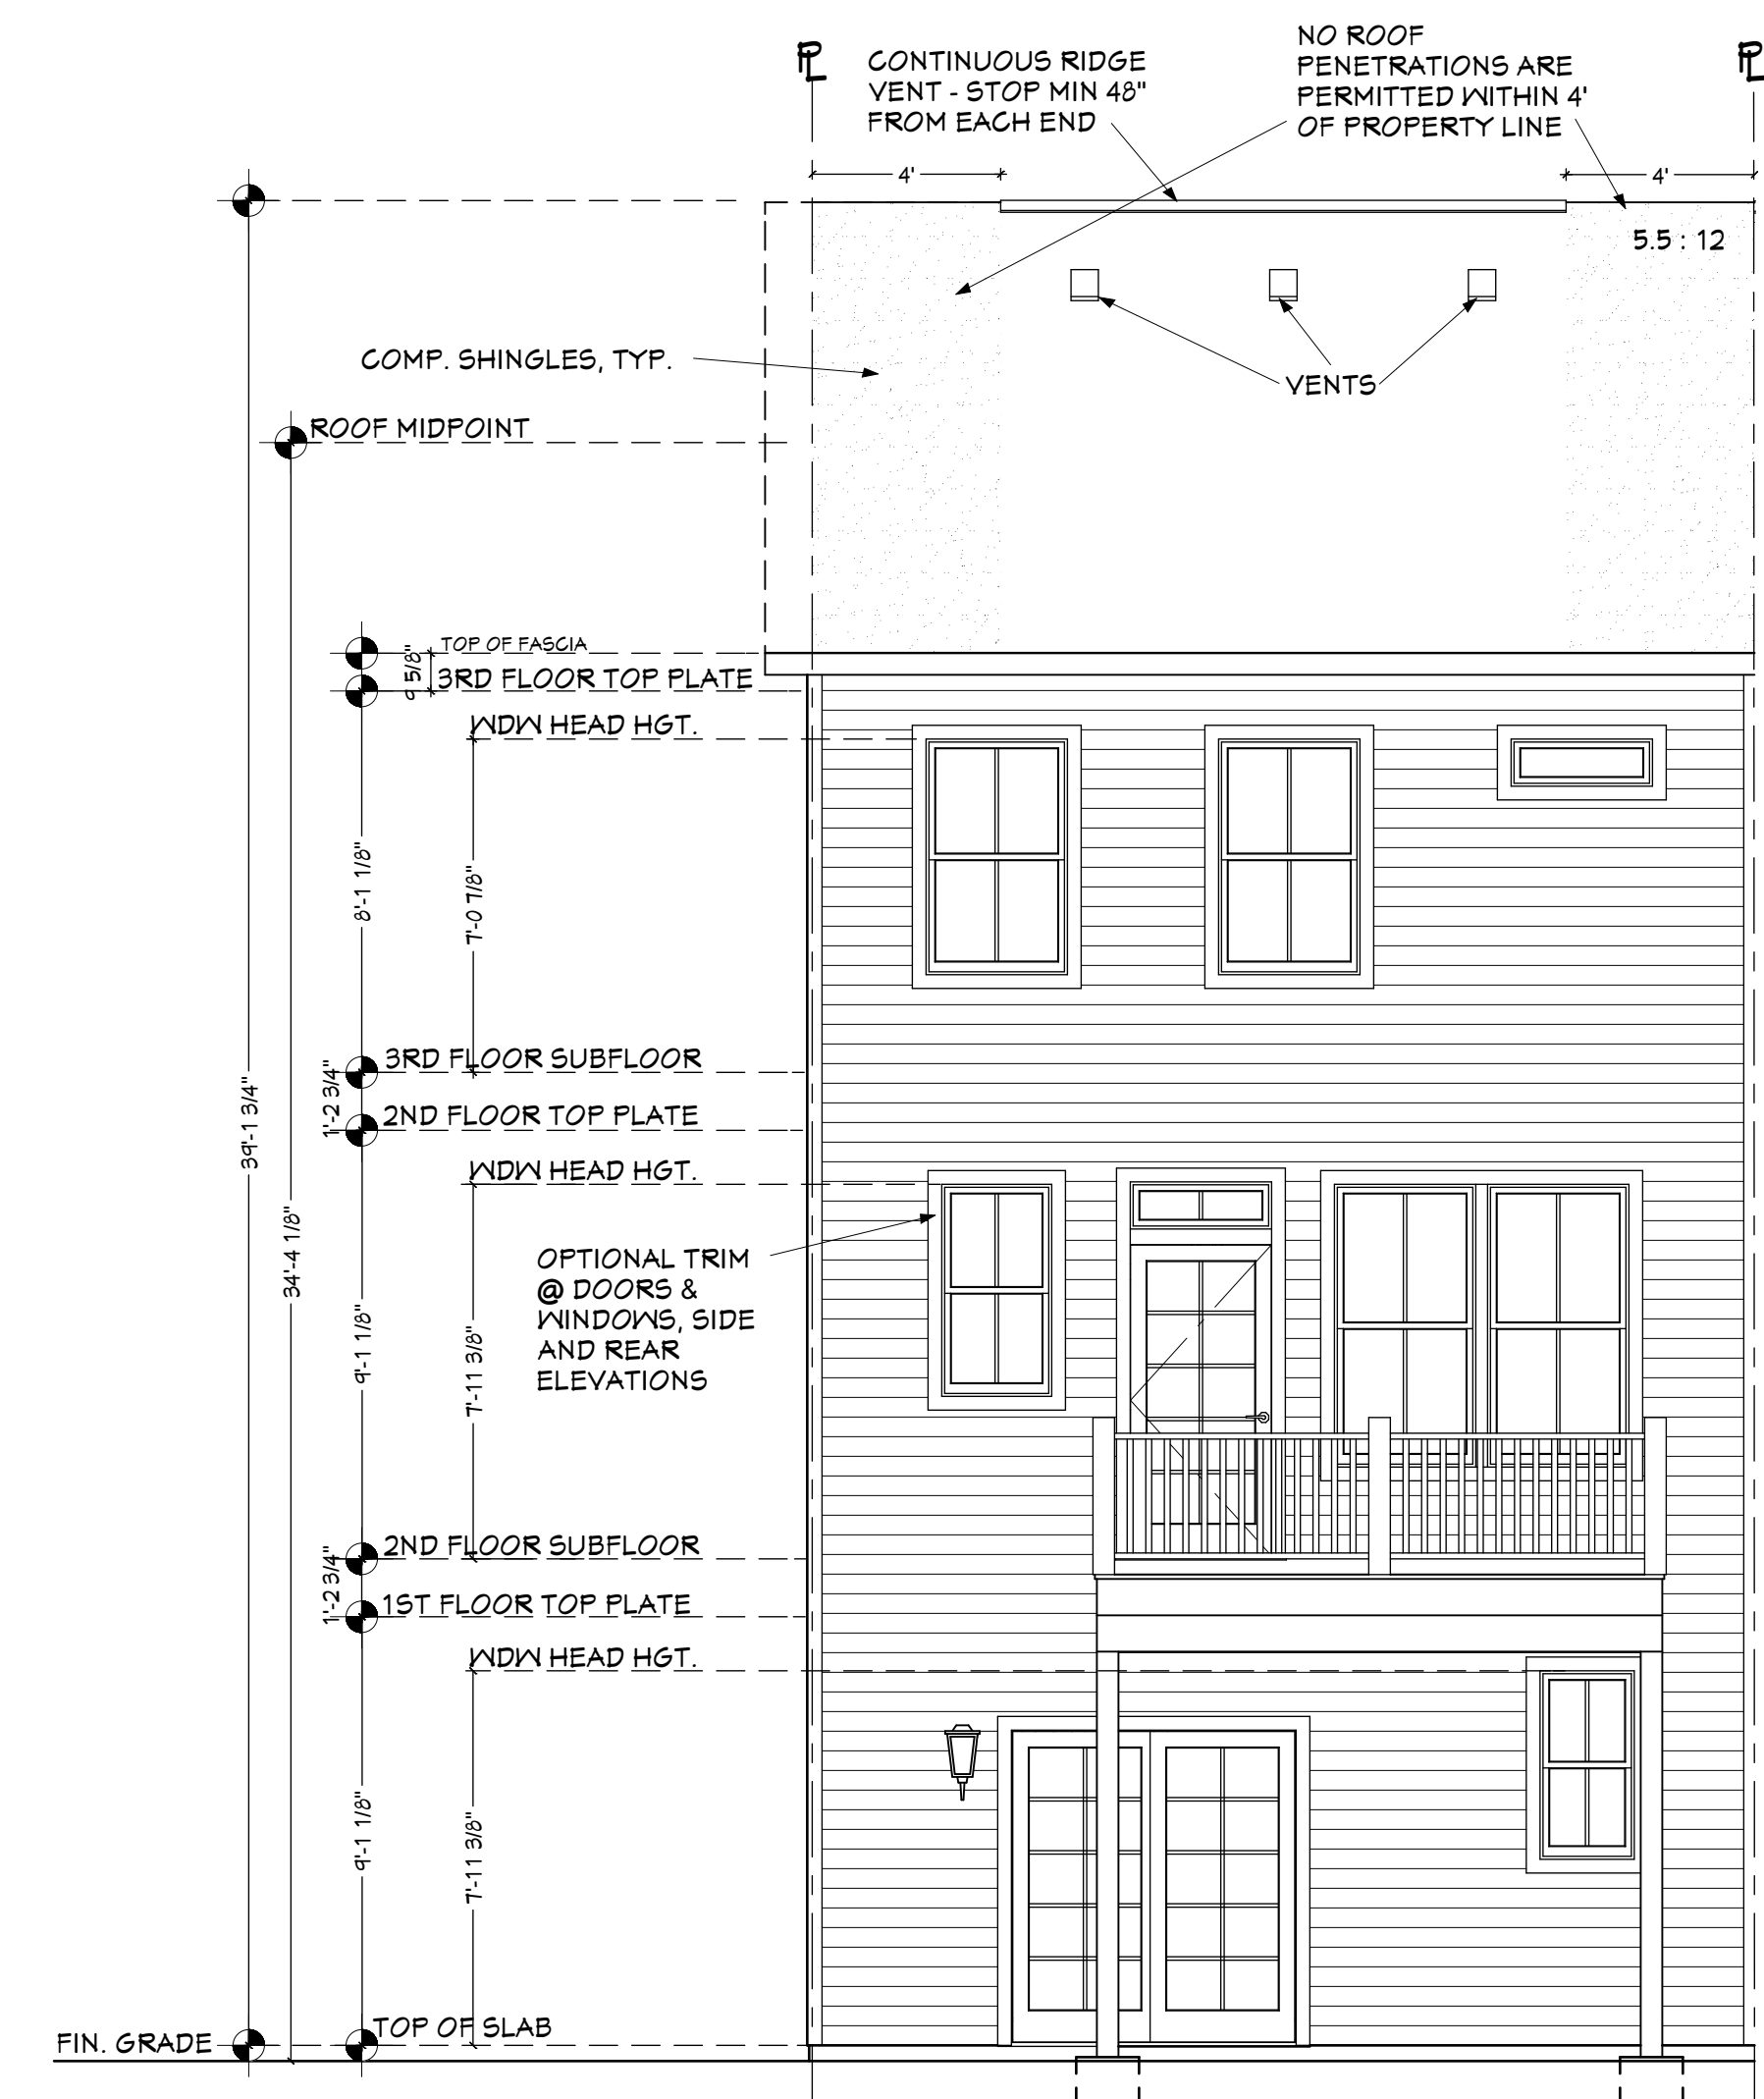 PL
CONTINUOUS RIDGE
VENT - STOP MIN 48"
FROM EACH END
NO ROOF
PENETRATIONS ARE
PERMITTED WITHIN 4'
OF PROPERTY LINE
PL
4'
4'
5.5 : 12
COMP. SHINGLES, TYP.
VENTS
ROOF MIDPOINT
TOP OF FASCIA
9 5/8"
3RD FLOOR TOP PLATE
WDW HEAD HGT.
8'-1 1/8"
7'-0 7/8"
3RD FLOOR SUBFLOOR
1'-2 3/4"
2ND FLOOR TOP PLATE
39'-1 3/4"
WDW HEAD HGT.
34'-4 1/8"
OPTIONAL TRIM
@ DOORS &
WINDOWS, SIDE
AND REAR
ELEVATIONS
9'-1 1/8"
7'-11 3/8"
2ND FLOOR SUBFLOOR
1'-2 3/4"
1ST FLOOR TOP PLATE
WDW HEAD HGT.
9'-1 1/8"
7'-11 3/8"
TOP OF SLAB
FIN. GRADE